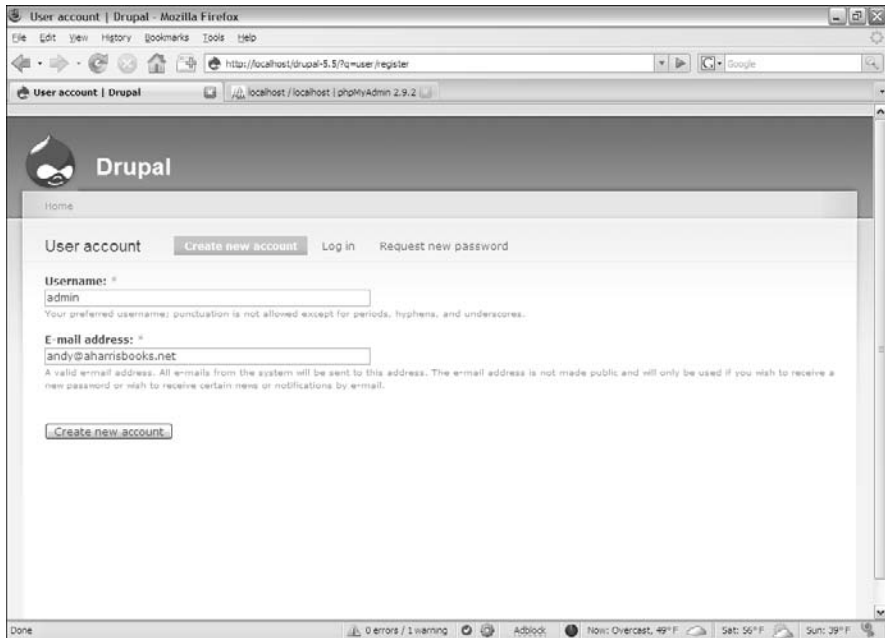 User account | Drupal - Mozilla Firefox
File Edit View History Bookmarks Tools Help
http://localhost/drupal-5.5/?q=user/register
Google
User account | Drupal
localhost / localhost | phpMyAdmin 2.9.2
Drupal
Home
User account
Create new account
Log in
Request new password
Username: *
admin
Your preferred username; punctuation is not allowed except for periods, hyphens, and underscores.
E-mail address: *
andy@aharrisbooks.net
A valid e-mail address. All e-mails from the system will be sent to this address. The e-mail address is not made public and will only be used if you wish to receive a
new password or wish to receive certain news or notifications by e-mail.
Create new account
Done
0 errors / 1 warning
Adblock
Now: Overcast, 49° F
Sat: 56° F
Sun: 39° F